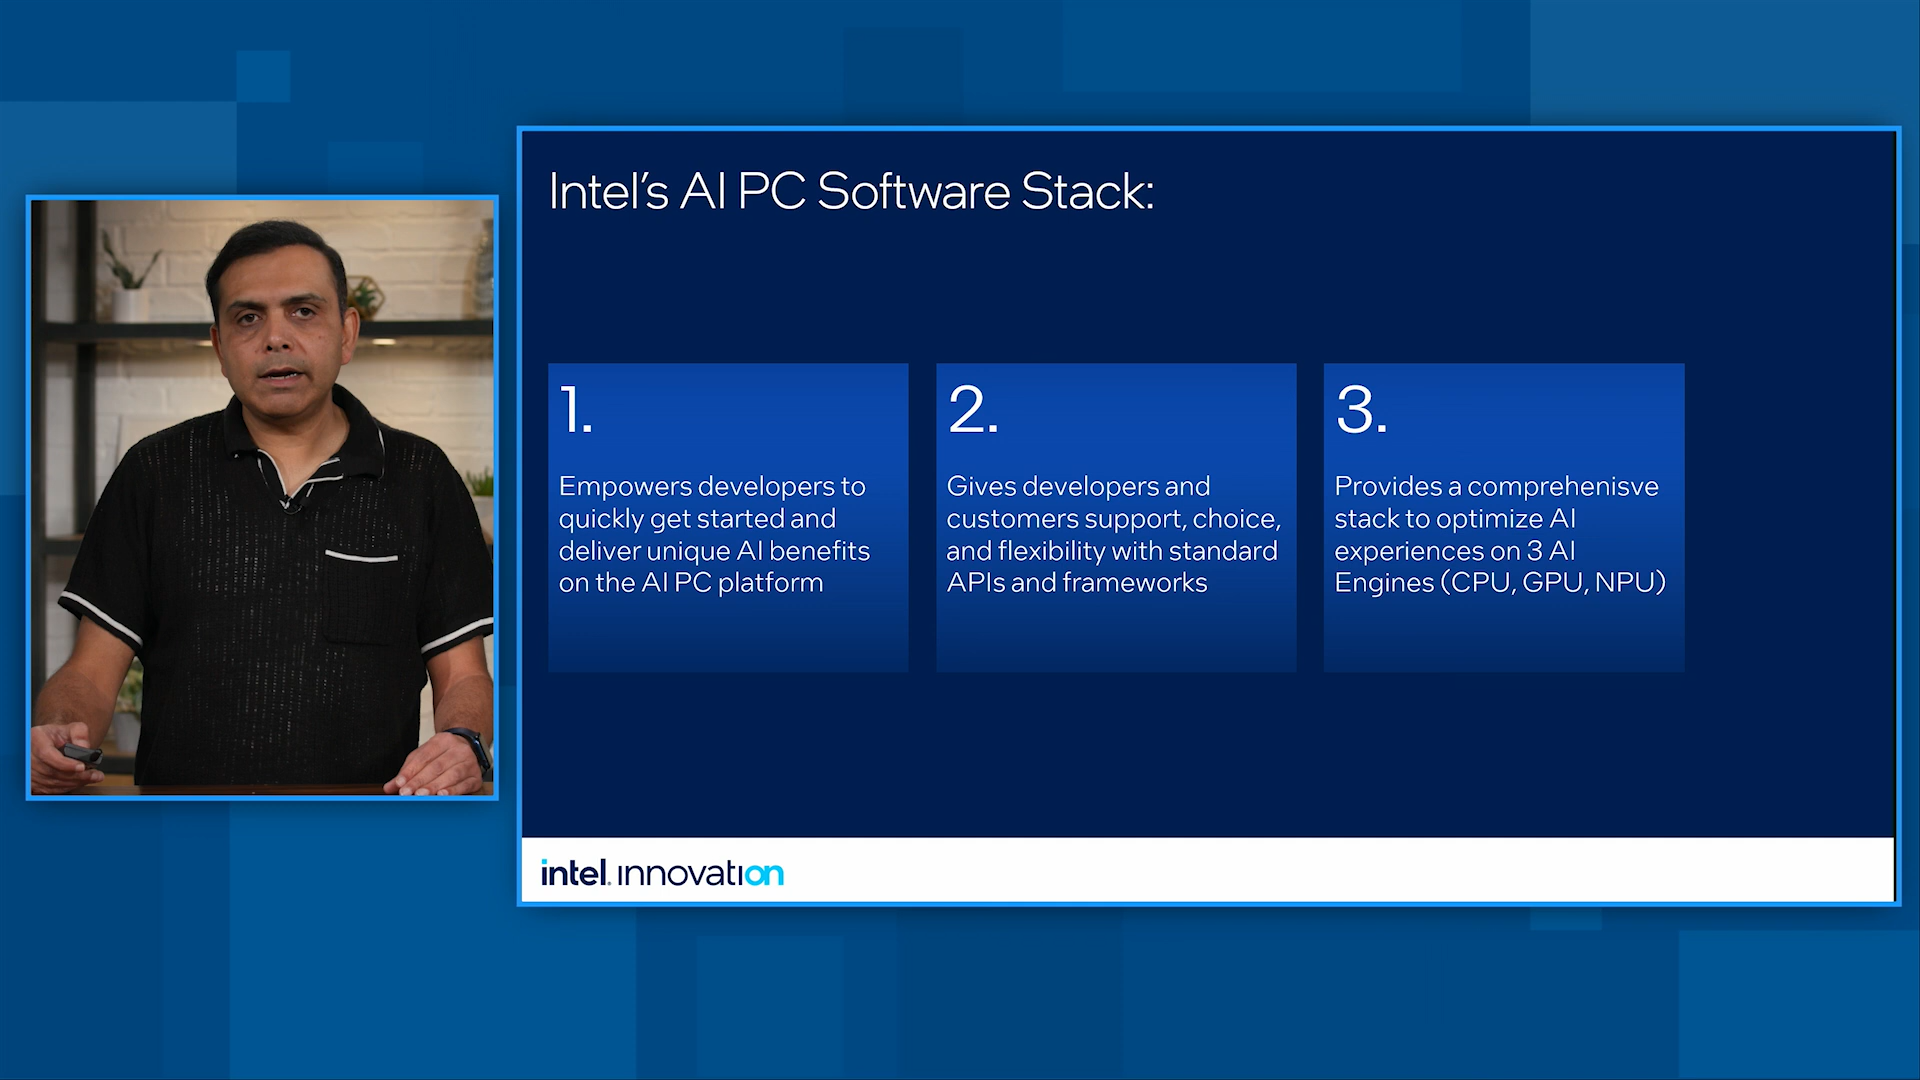 Intel's AI PC Software Stack:
1.
Empowers developers to
quickly get started and
deliver unique AI benefits
on the AI PC platform
2.
Gives developers and
customers support, choice,
and flexibility with standard
APIs and frameworks
3.
Provides a comprehenisve
stack to optimize AI
experiences on 3 AI
Engines (CPU, GPU, NPU)
intel. innovation